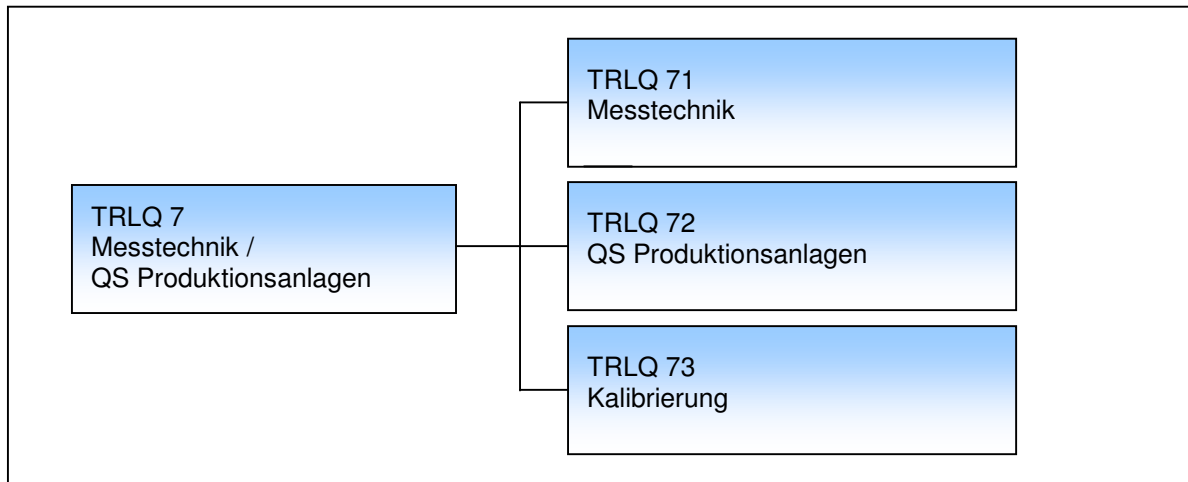 TRLQ 71
Messtechnik
TRLQ 7
Messtechnik /
QS Produktionsanlagen
TRLQ 72
QS Produktionsanlagen
TRLQ 73
Kalibrierung